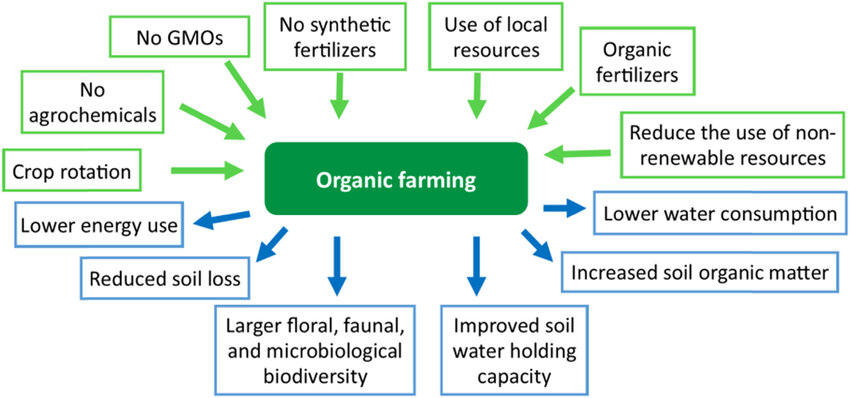 No GMOs
No synthetic
fertilizers
Use of local
resources
Organic
fertilizers
No
agrochemicals
Reduce the use of non-
renewable resources
Crop rotation
Organic farming
Lower energy use
Lower water consumption
Reduced soil loss
Increased soil organic matter
Larger floral, faunal,
and microbiological
biodiversity
Improved soil
water holding
capacity